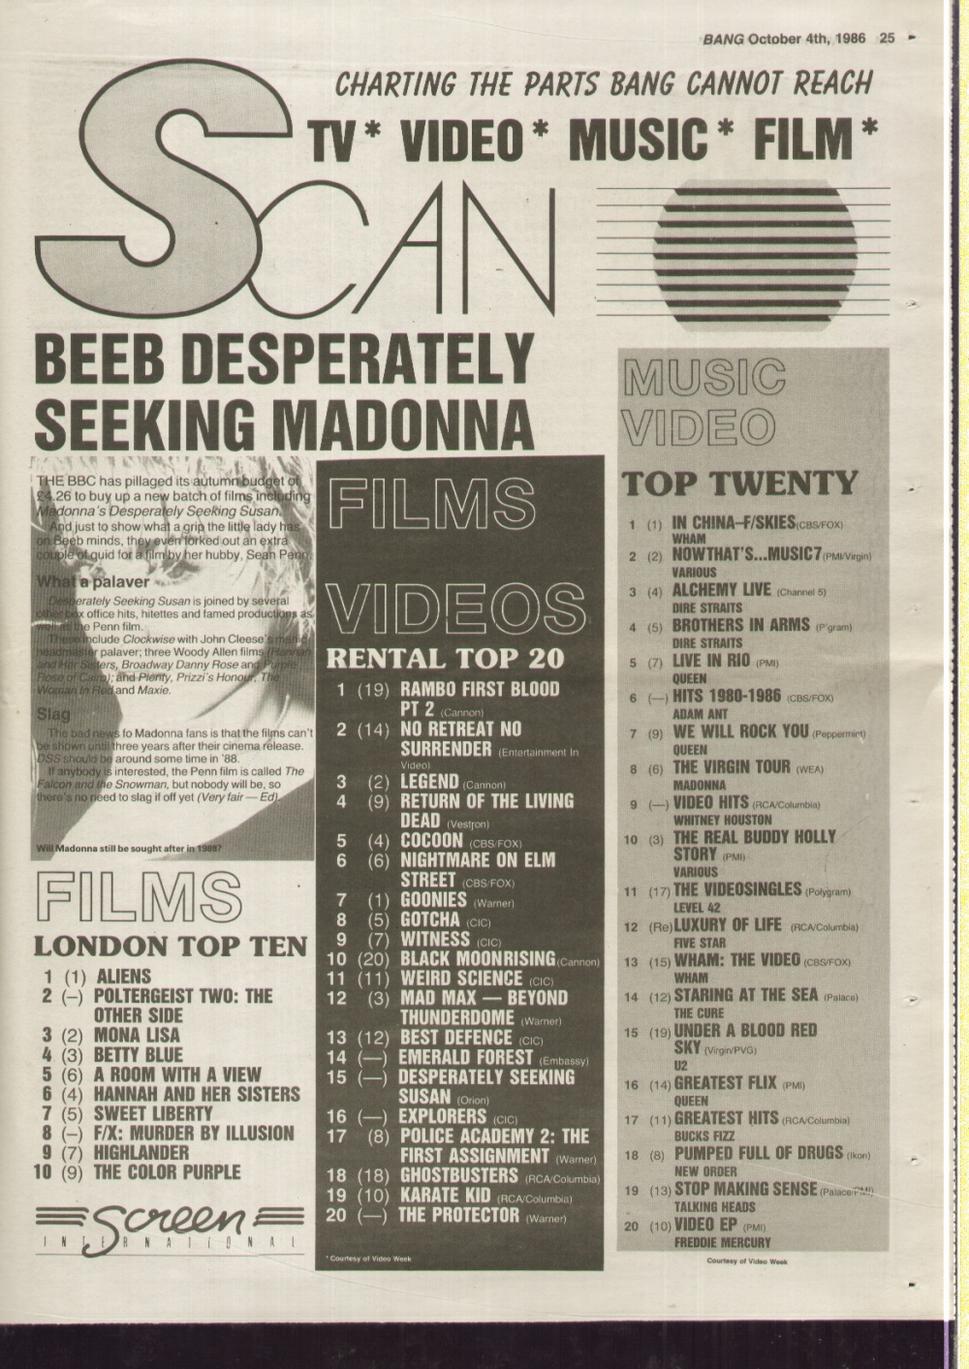 BANG October 4th, 1986 25
CHARTING THE PARTS BANG CANNOT REACH
TV* VIDEO* MUSIC* FILM*
SCAN
BEEB DESPERATELY
SEEKING MADONNA
THE BBC has pillaged its autumn budget of
£4.26 to buy up a new batch of films including
Madonna's Desperately Seeking Susan.
And just to show what a grip the little lady has
on Beeb minds, they even forked out an extra
couple of quid for a film by her hubby, Sean Penn.
What a palaver
Desperately Seeking Susan is joined by several
other box office hits, hitettes and famed productions as
well as the Penn film.
These include Clockwise with John Cleese's manic
headmaster palaver; three Woody Allen films (Hannah
and Her Sisters, Broadway Danny Rose and Purple
Rose of Cairo); and Plenty, Prizzi's Honour, The
Woman In Red and Maxie.
Slag
The bad news fo Madonna fans is that the films can't
be shown until three years after their cinema release.
DSS should be around some time in '88.
If anybody is interested, the Penn film is called The
Falcon and the Snowman, but nobody will be, so
there's no need to slag if off yet (Very fair — Ed).
Will Madonna still be sought after in 1988?
FILMS
LONDON TOP TEN
1 (1) ALIENS
2 (–) POLTERGEIST TWO: THE
OTHER SIDE
3 (2) MONA LISA
4 (3) BETTY BLUE
5 (6) A ROOM WITH A VIEW
6 (4) HANNAH AND HER SISTERS
7 (5) SWEET LIBERTY
8 (–) F/X: MURDER BY ILLUSION
9 (7) HIGHLANDER
10 (9) THE COLOR PURPLE
Screen
INTERNATIONAL
FILMS
VIDEOS
RENTAL TOP 20
1 (19) RAMBO FIRST BLOOD
PT 2 (Cannon)
2 (14) NO RETREAT NO
SURRENDER (Entertainment In
Video)
3 (2) LEGEND (Cannon)
4 (9) RETURN OF THE LIVING
DEAD (Vestron)
5 (4) COCOON (CBS/FOX)
6 (6) NIGHTMARE ON ELM
STREET (CBS/FOX)
7 (1) GOONIES (Warner)
8 (5) GOTCHA (CIC)
9 (7) WITNESS (CIC)
10 (20) BLACK MOONRISING (Cannon)
11 (11) WEIRD SCIENCE (CIC)
12 (3) MAD MAX — BEYOND
THUNDERDOME (Warner)
13 (12) BEST DEFENCE (CIC)
14 (—) EMERALD FOREST (Embassy)
15 (—) DESPERATELY SEEKING
SUSAN (Orion)
16 (—) EXPLORERS (CIC)
17 (8) POLICE ACADEMY 2: THE
FIRST ASSIGNMENT (Warner)
18 (18) GHOSTBUSTERS (RCA/Columbia)
19 (10) KARATE KID (RCA/Columbia)
20 (—) THE PROTECTOR (Warner)
* Courtesy of Video Week
MUSIC
VIDEO
TOP TWENTY
1 (1) IN CHINA–F/SKIES (CBS/FOX)
WHAM
2 (2) NOWTHAT'S...MUSIC7 (PMI/Virgin)
VARIOUS
3 (4) ALCHEMY LIVE (Channel 5)
DIRE STRAITS
4 (5) BROTHERS IN ARMS (P'gram)
DIRE STRAITS
5 (7) LIVE IN RIO (PMI)
QUEEN
6 (—) HITS 1980-1986 (CBS/FOX)
ADAM ANT
7 (9) WE WILL ROCK YOU (Peppermint)
QUEEN
8 (6) THE VIRGIN TOUR (WEA)
MADONNA
9 (—) VIDEO HITS (RCA/Columbia)
WHITNEY HOUSTON
10 (3) THE REAL BUDDY HOLLY
STORY (PMI)
VARIOUS
11 (17) THE VIDEOSINGLES (Polygram)
LEVEL 42
12 (Re) LUXURY OF LIFE (RCA/Columbia)
FIVE STAR
13 (15) WHAM: THE VIDEO (CBS/FOX)
WHAM
14 (12) STARING AT THE SEA (Palace)
THE CURE
15 (19) UNDER A BLOOD RED
SKY (Virgin/PVG)
U2
16 (14) GREATEST FLIX (PMI)
QUEEN
17 (11) GREATEST HITS (RCA/Columbia)
BUCKS FIZZ
18 (8) PUMPED FULL OF DRUGS (Ikon)
NEW ORDER
19 (13) STOP MAKING SENSE (Palace/PMI)
TALKING HEADS
20 (10) VIDEO EP (PMI)
FREDDIE MERCURY
Courtesy of Video Week